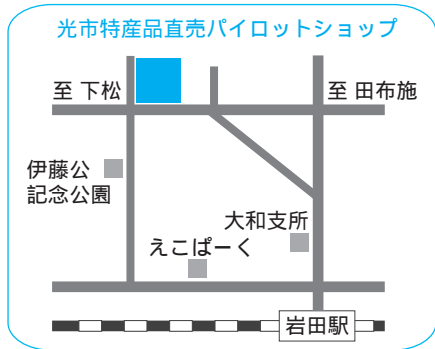 光市特産品直売パイロットショップ
至 下松
至 田布施
伊藤公
記念公園
大和支所
えこぱーく
岩田駅